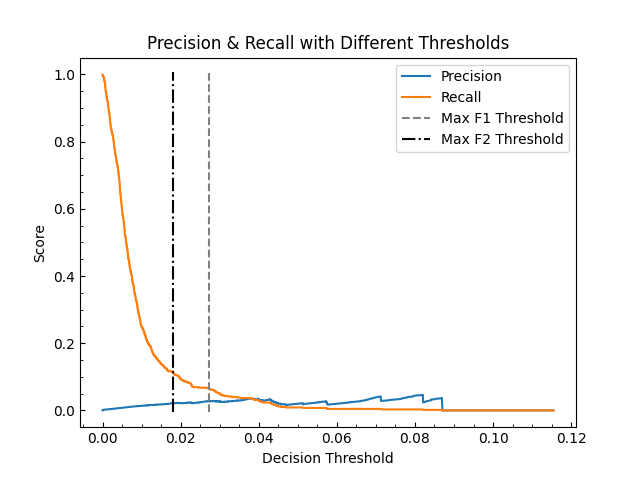 Precision & Recall with Different Thresholds
Precision
Recall
Max F1 Threshold
Max F2 Threshold
Score
1.0
0.8
0.6
0.4
0.2
0.0
0.00 0.02 0.04 0.06 0.08 0.10 0.12
Decision Threshold